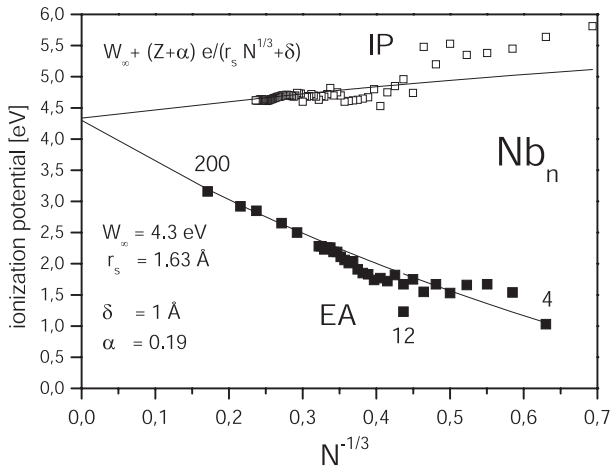 6,0
5,5
5,0
4,5
4,0
3,5
3,0
2,5
2,0
1,5
1,0
0,5
0,0
ionization potential [eV]
W∞ + (Z+α) e/(rs N1/3+δ)
IP
Nbn
200
W∞ = 4.3 eV
rs = 1.63 Å
δ = 1 Å
α = 0.19
EA
12
4
0,0 0,1 0,2 0,3 0,4 0,5 0,6 0,7
N-1/3